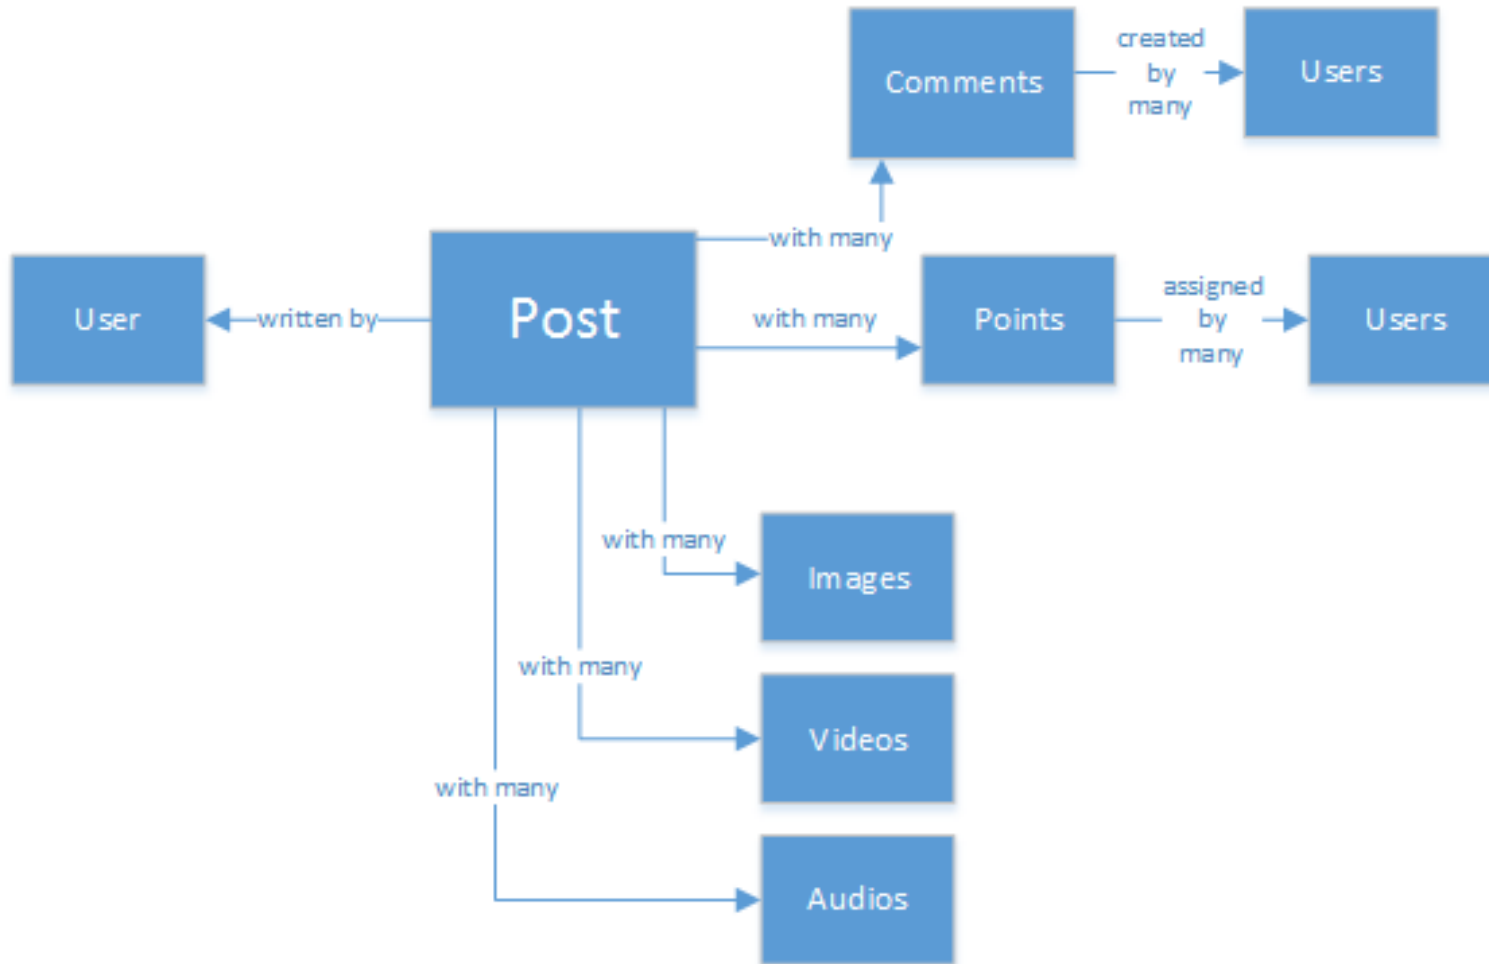 created
by
many
Comments
Users
with many
User
written by
Post
with many
Points
assigned
by
many
Users
with many
Images
with many
Videos
with many
Audios